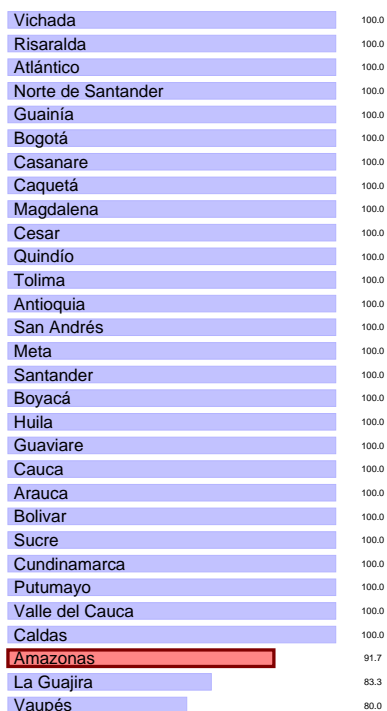 Vichada 100.0
Risaralda 100.0
Atlántico 100.0
Norte de Santander 100.0
Guainía 100.0
Bogotá 100.0
Casanare 100.0
Caquetá 100.0
Magdalena 100.0
Cesar 100.0
Quindío 100.0
Tolima 100.0
Antioquia 100.0
San Andrés 100.0
Meta 100.0
Santander 100.0
Boyacá 100.0
Huila 100.0
Guaviare 100.0
Cauca 100.0
Arauca 100.0
Bolivar 100.0
Sucre 100.0
Cundinamarca 100.0
Putumayo 100.0
Valle del Cauca 100.0
Caldas 100.0
Amazonas 91.7
La Guajira 83.3
Vaupés 80.0